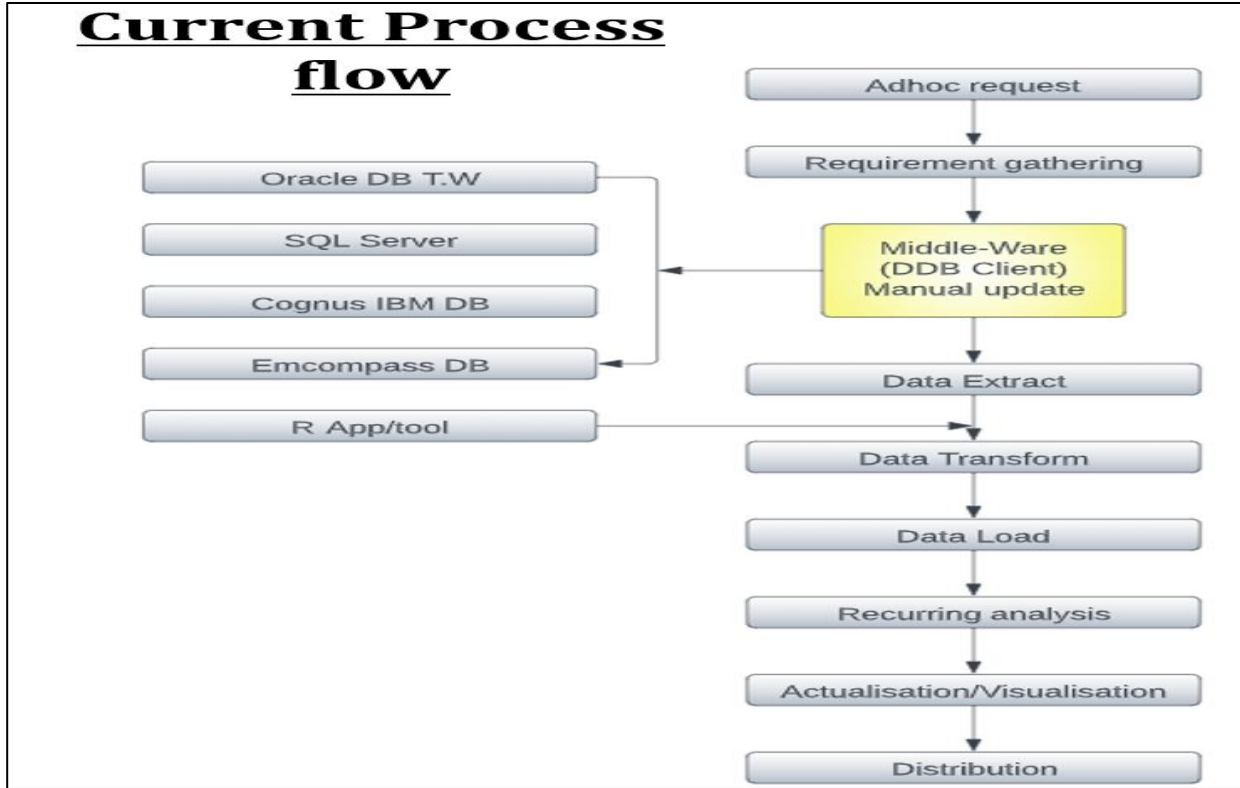 Current Process
flow
Adhoc request
Requirement gathering
Oracle DB T.W
SQL Server
Cognus IBM DB
Emcompass DB
R App/tool
Middle-Ware
(DDB Client)
Manual update
Data Extract
Data Transform
Data Load
Recurring analysis
Actualisation/Visualisation
Distribution